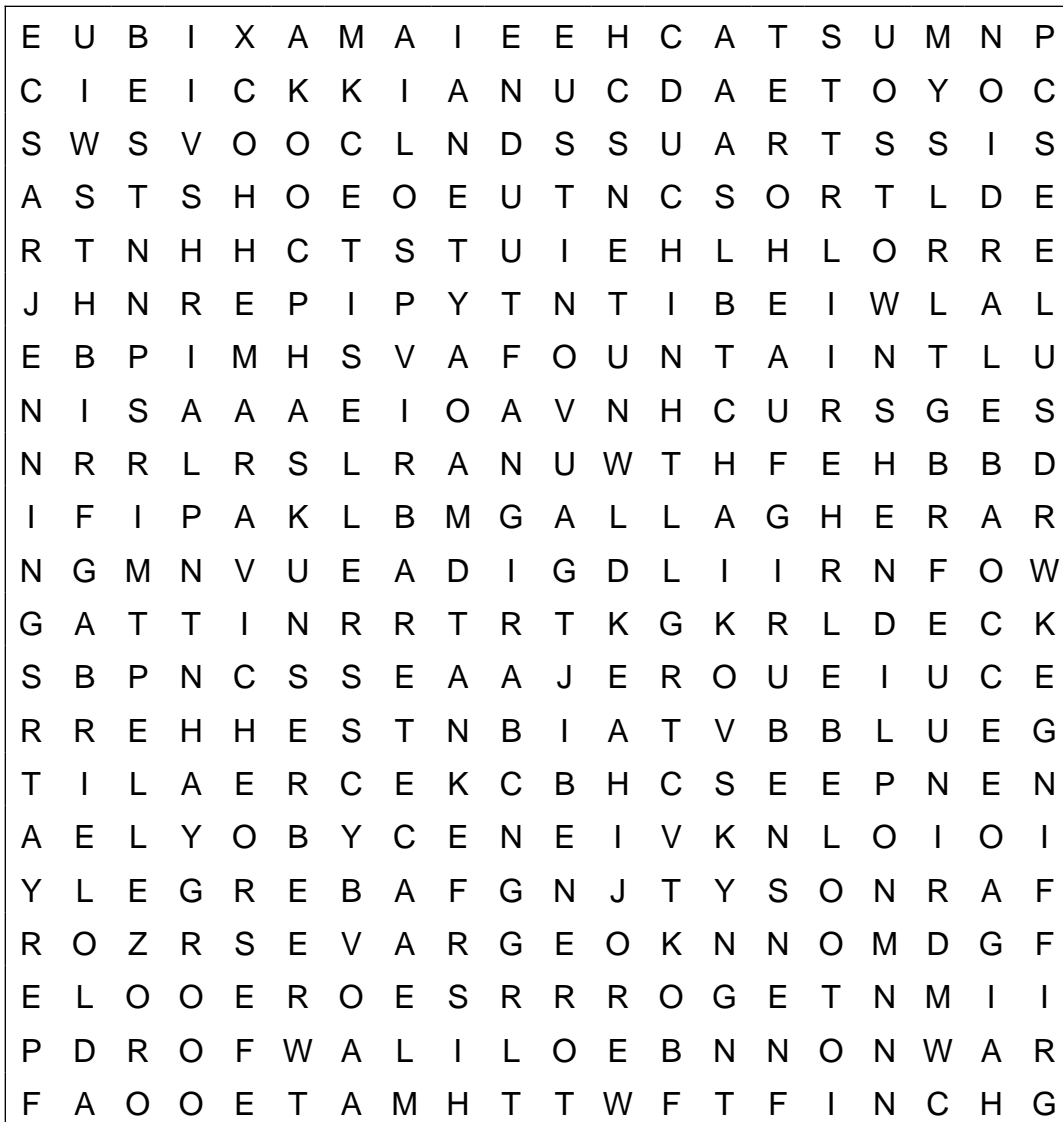 E U B I X A M A I E E H C A T S U M N P
C I E I C K K I A N U C D A E T O Y O C
S W S V O O C L N D S S U A R T S S I S
A S T S H O E O E U T N C S O R T L D E
R T N H H C T S T U I E H L H L O R R E
J H N R E P I P Y T N T I B E I W L A L
E B P I M H S V A F O U N T A I N T L U
N I S A A A E I O A V N H C U R S G E S
N R R L R S L R A N U W T H F E H B B D
I F I P A K L B M G A L L A G H E R A R
N G M N V U E A D I G D L I I R N F O W
G A T T I N R R T R T K G K R L D E C K
S B P N C S S E A A J E R O U E I U C E
R R E H H E S T N B I A T V B B L U E G
T I L A E R C E K C B H C S E E P N E N
A E L Y O B Y C E N E I V K N L O I O I
Y L E G R E B A F G N J T Y S O N R A F
R O Z R S E V A R G E O K N N O M D G F
E L O O E R O E S R R R O G E T N M I I
P D R O F W A L I L O E B N N O N W A R
F A O O E T A M H T T W F T F I N C H G